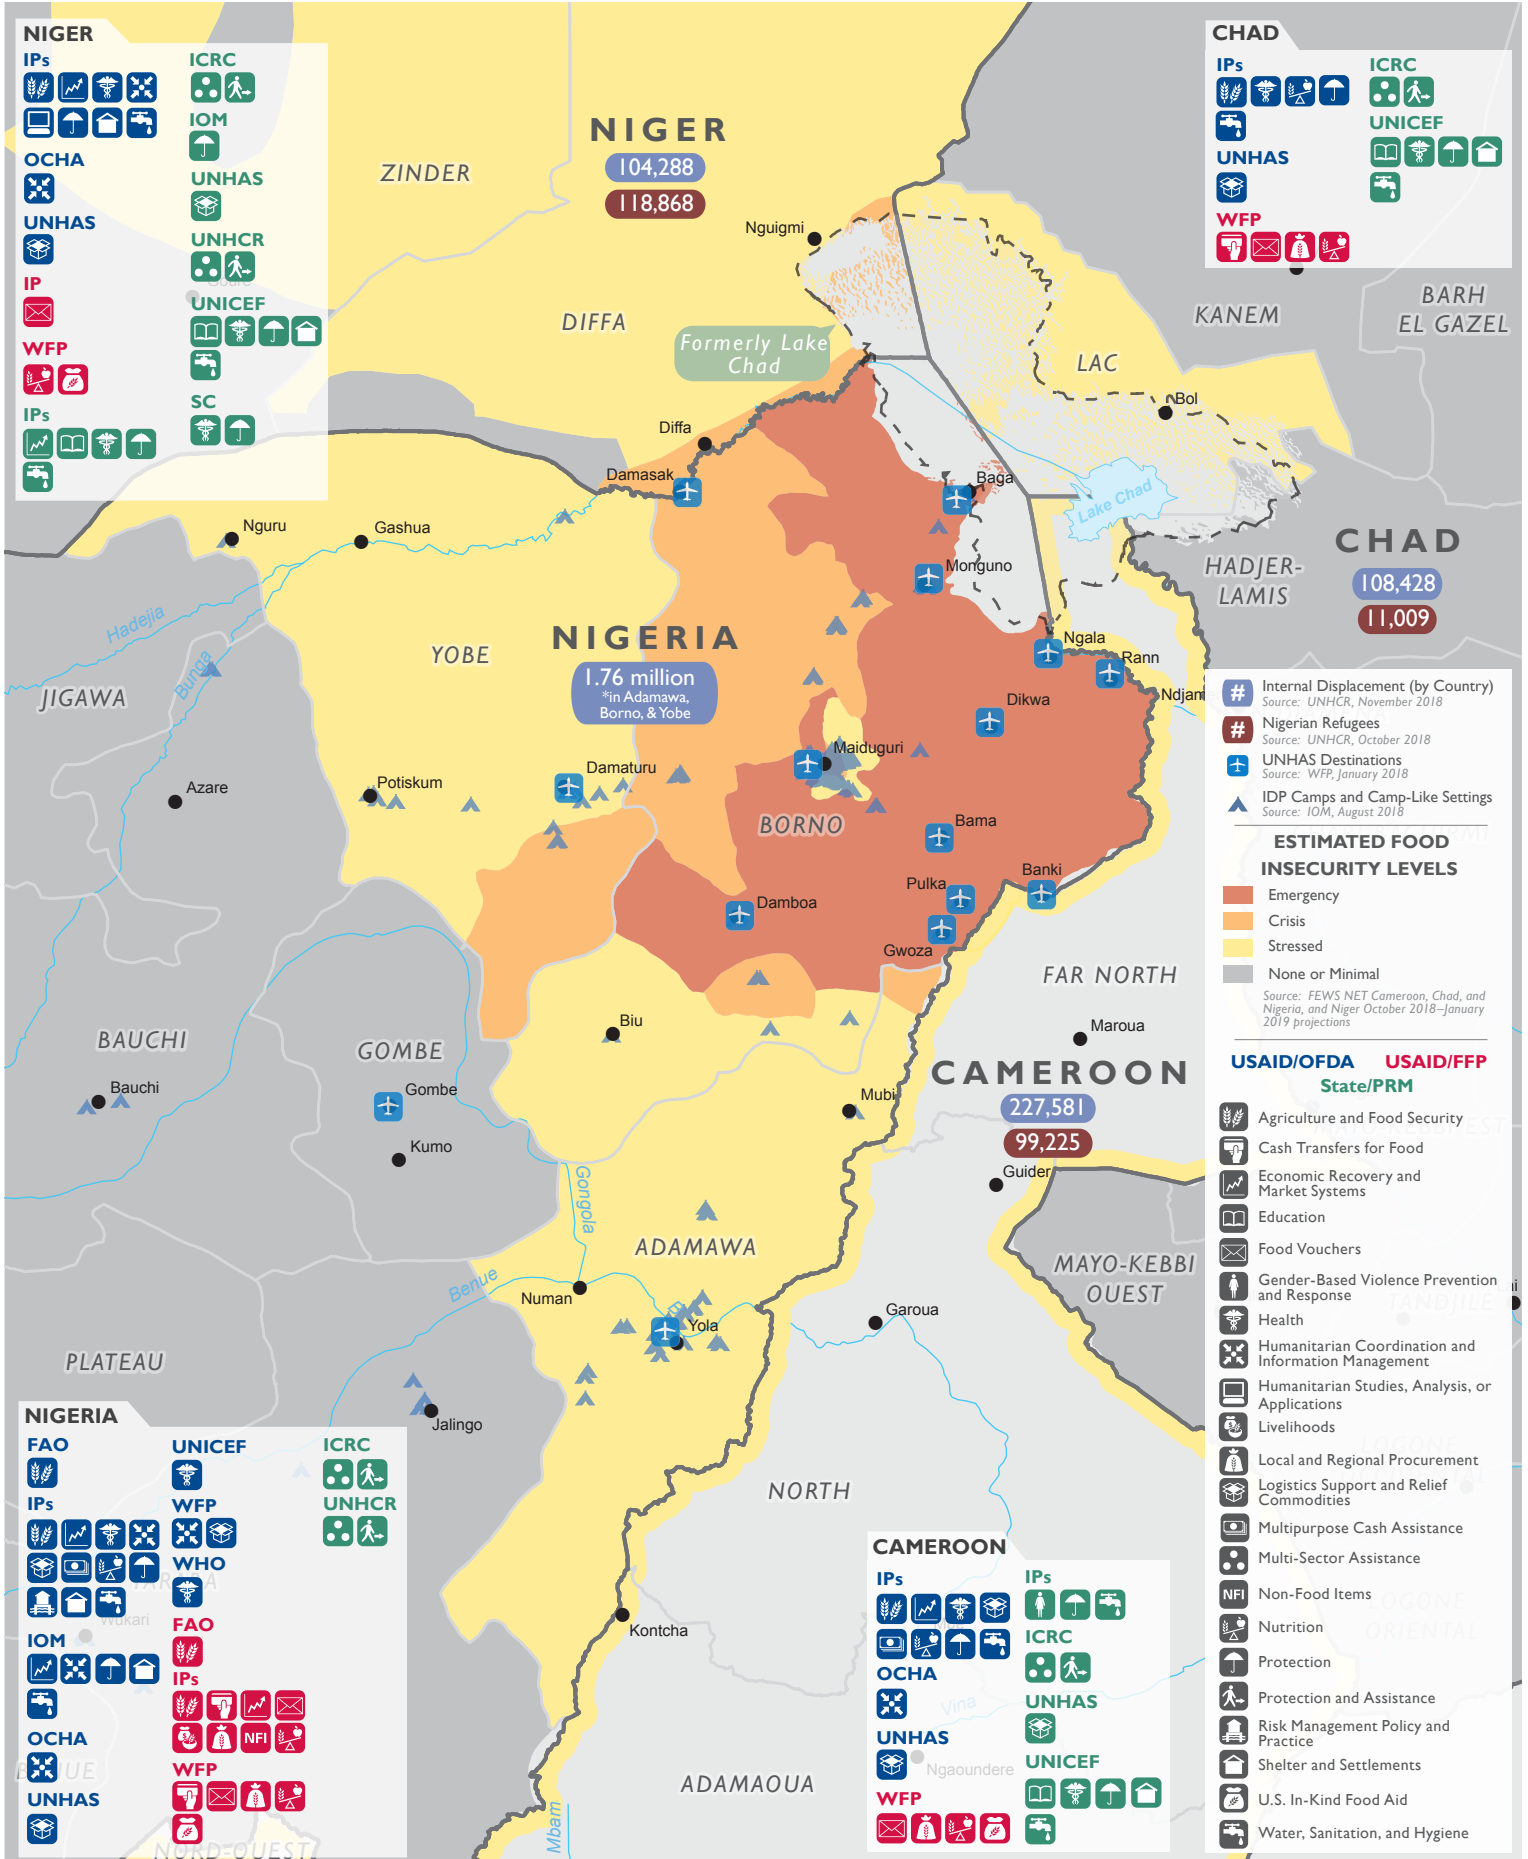 NIGER
IPs
OCHA
UNHAS
IP
WFP
IPs
ICRC
IOM
UNHAS
UNHCR
UNICEF
SC
CHAD
IPs
UNHAS
WFP
ICRC
UNICEF
NIGER
104,288
118,868
ZINDER
Nguigmi
DIFFA
Formerly Lake
Chad
KANEM
BARH
EL GAZEL
LAC
Bol
Diffa
Damasak
Baga
Lake Chad
Nguru
Gashua
CHAD
108,428
11,009
HADJER-
LAMIS
Monguno
Hadejia
Bunga
YOBE
NIGERIA
1.76 million
*in Adamawa,
Borno, & Yobe
Ngala
Rann
JIGAWA
Dikwa
Ndjam
Maiduguri
Azare
Potiskum
Damaturu
BORNO
Bama
Banki
Pulka
Damboa
Gwoza
FAR NORTH
Maroua
BAUCHI
GOMBE
Biu
CAMEROON
227,581
99,225
Bauchi
Gombe
Mubi
Kumo
Guider
Gongola
ADAMAWA
MAYO-KEBBI
OUEST
Benue
Numan
Yola
Garoua
PLATEAU
Jalingo
NORTH
Kontcha
ADAMAOUA
Mbam
# Internal Displacement (by Country)
Source: UNHCR, November 2018
# Nigerian Refugees
Source: UNHCR, October 2018
UNHAS Destinations
Source: WFP, January 2018
IDP Camps and Camp-Like Settings
Source: IOM, August 2018
ESTIMATED FOOD
INSECURITY LEVELS
Emergency
Crisis
Stressed
None or Minimal
Source: FEWS NET Cameroon, Chad, and
Nigeria, and Niger October 2018–January
2019 projections
USAID/OFDA USAID/FFP
State/PRM
Agriculture and Food Security
Cash Transfers for Food
Economic Recovery and
Market Systems
Education
Food Vouchers
Gender-Based Violence Prevention
and Response
Health
Humanitarian Coordination and
Information Management
Humanitarian Studies, Analysis, or
Applications
Livelihoods
Local and Regional Procurement
Logistics Support and Relief
Commodities
Multipurpose Cash Assistance
Multi-Sector Assistance
NFI Non-Food Items
Nutrition
Protection
Protection and Assistance
Risk Management Policy and
Practice
Shelter and Settlements
U.S. In-Kind Food Aid
Water, Sanitation, and Hygiene
TANDJILÉ
LOGONE
LOGONE
ORIENTAL
NIGERIA
FAO
IPs
IOM
OCHA
UNHAS
UNICEF
WFP
WHO
FAO
IPs
NFI
WFP
ICRC
UNHCR
Wukari
NORD-OUEST
CAMEROON
IPs
OCHA
UNHAS
WFP
IPs
ICRC
UNHAS
UNICEF
Vina
Ngaoundere